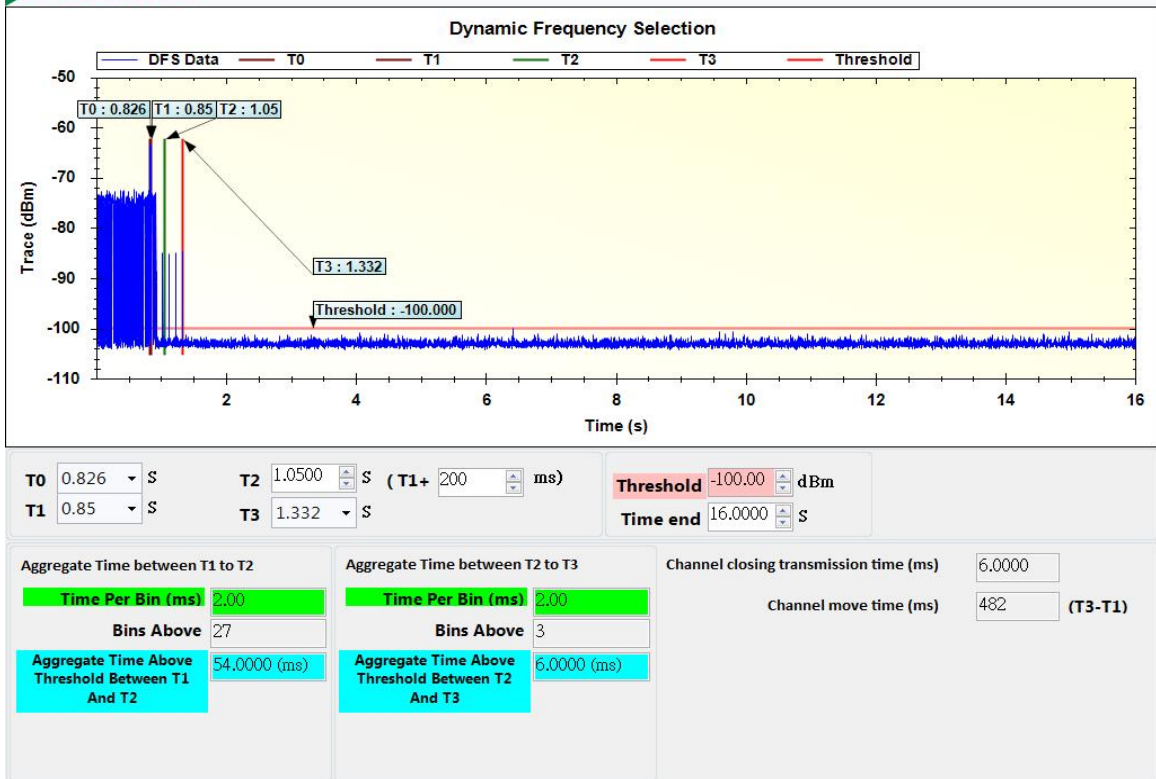 Dynamic Frequency Selection
DFS Data T0 T1 T2 T3 Threshold
-50
T0 : 0.826 T1 : 0.85 T2 : 1.05
-60
-70
-80
-90
-100
-110
Trace (dBm)
T3 : 1.332
Threshold : -100.000
2 4 6 8 10 12 14 16
Time (s)
T0 0.826 S T2 1.0500 S ( T1+ 200 ms) Threshold -100.00 dBm
T1 0.85 S T3 1.332 S Time end 16.0000 S
Aggregate Time between T1 to T2
Time Per Bin (ms) 2.00
Bins Above 27
Aggregate Time Above
Threshold Between T1
And T2
54.0000 (ms)
Aggregate Time between T2 to T3
Time Per Bin (ms) 2.00
Bins Above 3
Aggregate Time Above
Threshold Between T2
And T3
6.0000 (ms)
Channel closing transmission time (ms) 6.0000
Channel move time (ms) 482 (T3-T1)